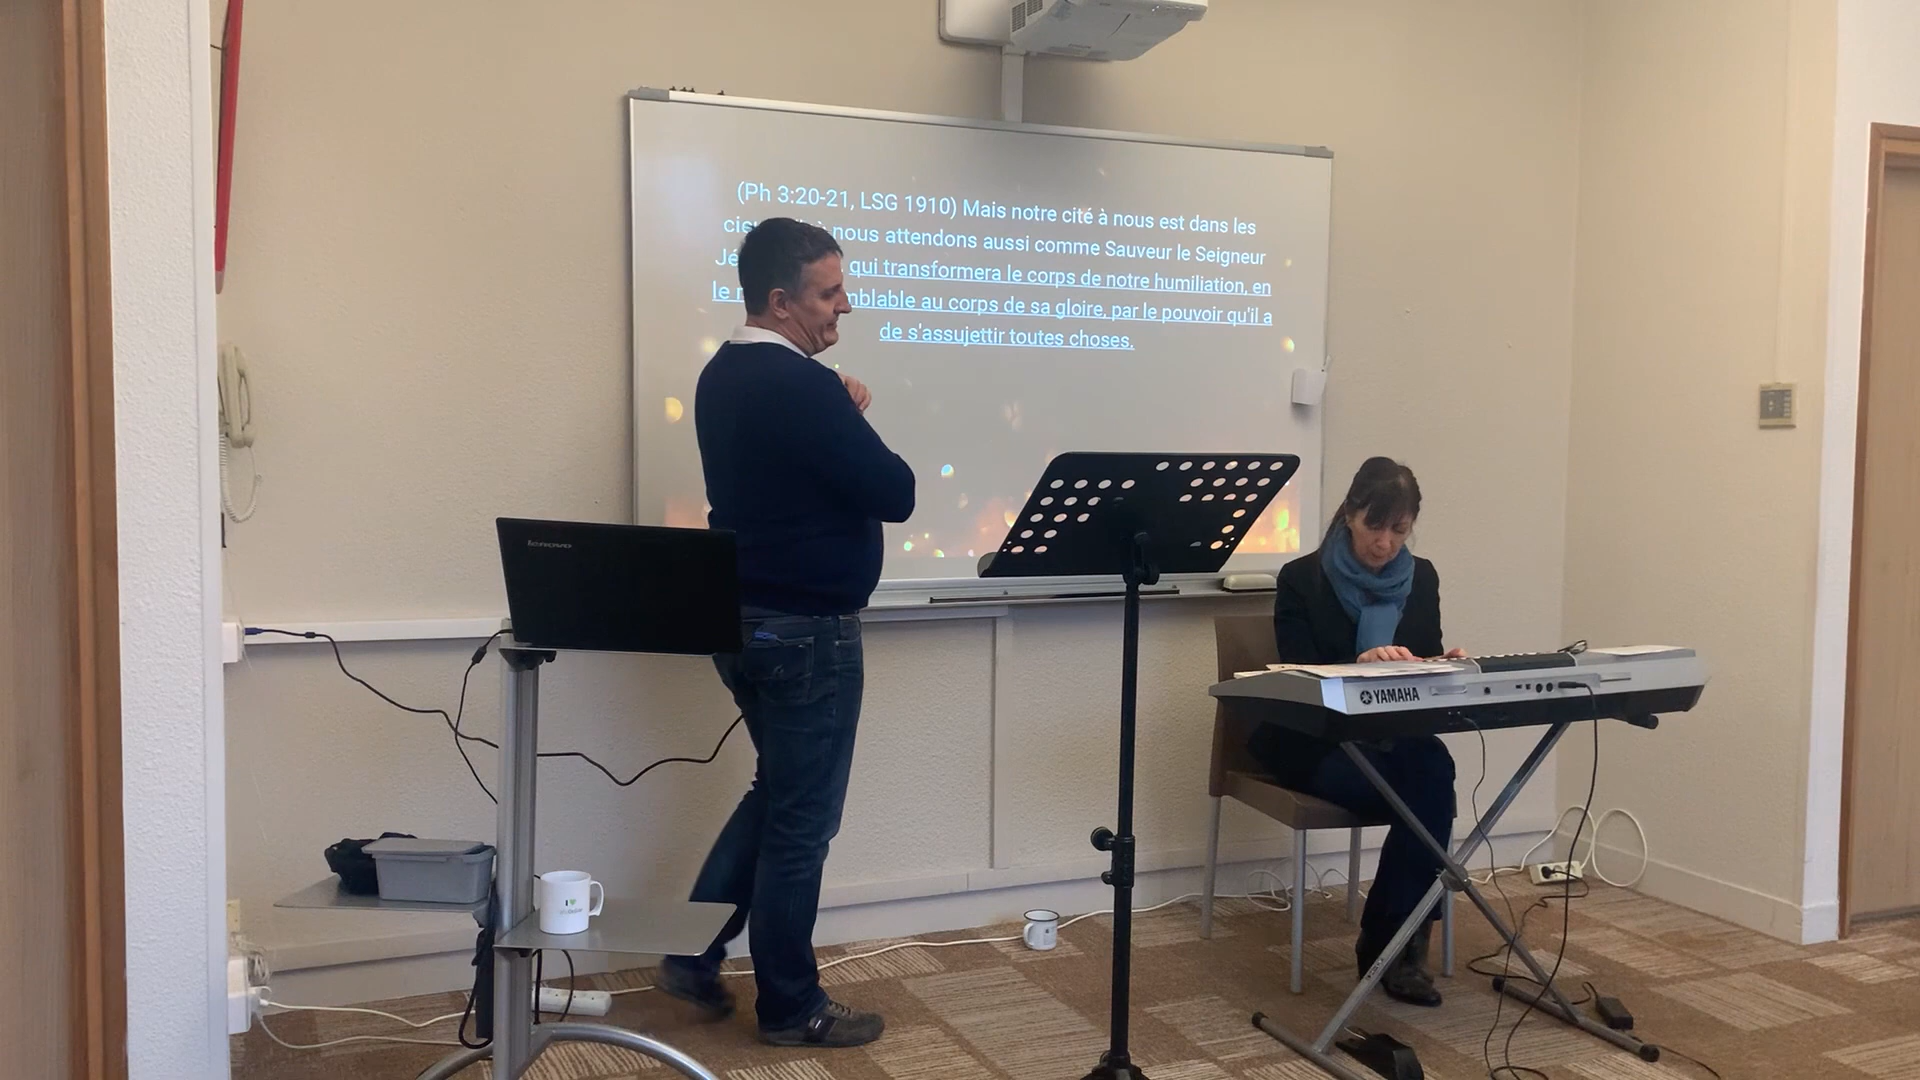 (Ph 3:20-21, LSG 1910) Mais notre cité à nous est dans les
nous attendons aussi comme Sauveur le Seigneur
qui transformera le corps de notre humiliation, en
le au corps de sa gloire, par le pouvoir qu'il a
de s'assujettir toutes choses.
lenovo
YAMAHA
I